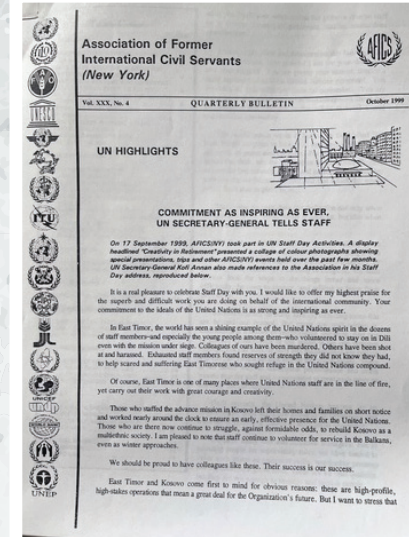 Association of Former
International Civil Servants
(New York)
AFICS
Vol. XXX, No. 4
QUARTERLY BULLETIN
October 1999
UN HIGHLIGHTS
COMMITMENT AS INSPIRING AS EVER,
UN SECRETARY-GENERAL TELLS STAFF
On 17 September 1999, AFICS(NY) took part in UN Staff Day Activities. A display
headlined "Creativity in Retirement" presented a collage of colour photographs showing
special presentations, trips and other AFICS(NY) events held over the past few months.
UN Secretary-General Kofi Annan also made references to the Association in his Staff
Day address, reproduced below.
It is a real pleasure to celebrate Staff Day with you. I would like to offer my highest praise for
the superb and difficult work you are doing on behalf of the international community. Your
commitment to the ideals of the United Nations is as strong and inspiring as ever.
In East Timor, the world has seen a shining example of the United Nations spirit in the dozens
of staff members–and especially the young people among them–who volunteered to stay on in Dili
even with the mission under siege. Colleagues of ours have been murdered. Others have been shot
at and harassed. Exhausted staff members found reserves of strength they did not know they had,
to help scared and suffering East Timorese who sought refuge in the United Nations compound.
Of course, East Timor is one of many places where United Nations staff are in the line of fire,
yet carry out their work with great courage and creativity.
Those who staffed the advance mission in Kosovo left their homes and families on short notice
and worked nearly around the clock to ensure an early, effective presence for the United Nations.
Those who are there now continue to struggle, against formidable odds, to rebuild Kosovo as a
multiethnic society. I am pleased to note that staff continue to volunteer for service in the Balkans,
even as winter approaches.
We should be proud to have colleagues like these. Their success is our success.
East Timor and Kosovo come first to mind for obvious reasons: these are high-profile,
high-stakes operations that mean a great deal for the Organization's future. But I want to stress that
UNESCO
ITU
UNICEF
UNDP
UNEP